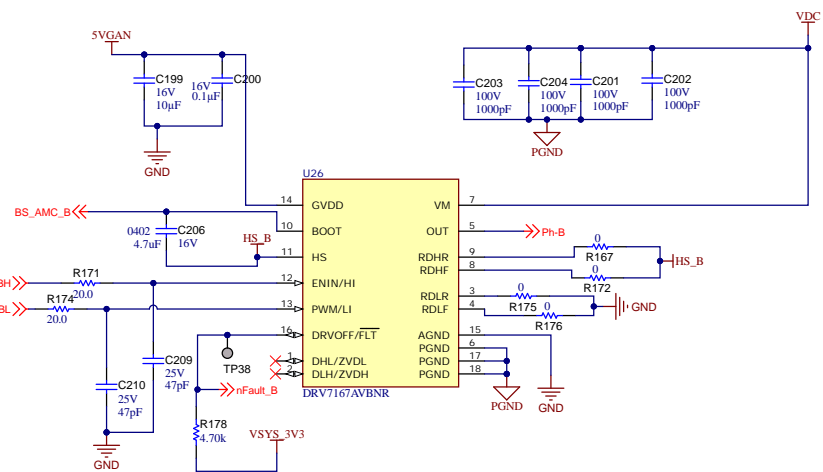 VDC
5VGAN
C199
16V
10µF
C200
16V
0.1µF
C203
100V
1000pF
C204
100V
1000pF
C201
100V
1000pF
C202
100V
1000pF
GND
PGND
U26
14
GVDD
VM
7
BS_AMC_B
10
BOOT
OUT
5
Ph-B
C206
0402
4.7uF
16V
HS_B
11
HS
RDHR
9
0
R167
RDHF
8
0
R172
HS_B
BH
R171
20.0
12
ENIN/HI
RDLR
3
0
R175
BL
R174
20.0
13
PWM/LI
RDLF
4
0
R176
GND
16
DRVOFF/FLT
AGND
15
TP38
PGND
6
1
DHL/ZVDL
PGND
17
2
DLH/ZVDH
PGND
18
DRV7167AVBNR
C209
25V
47pF
C210
25V
47pF
nFault_B
PGND
GND
R178
4.70k
VSYS_3V3
GND